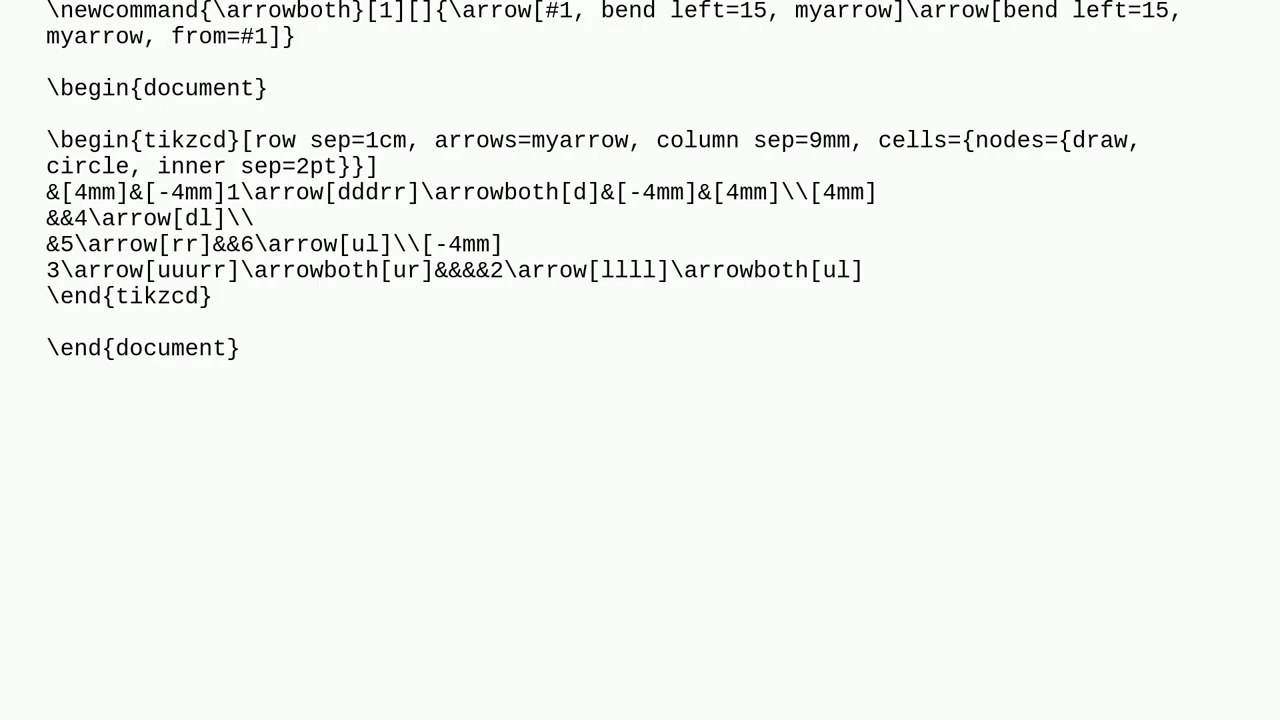 \newcommand{\arrowboth}[1][]{\arrow[#1, bend left=15, myarrow]\arrow[bend left=15,
myarrow, from=#1]}
\begin{document}
\begin{tikzcd}[row sep=1cm, arrows=myarrow, column sep=9mm, cells={nodes={draw,
circle, inner sep=2pt}}]
&[4mm]&[-4mm]1\arrow[dddrr]\arrowboth[d]&[-4mm]&[4mm]\\[4mm]
&&4\arrow[dl]\\
&5\arrow[rr]&&6\arrow[ul]\\[-4mm]
3\arrow[uuurr]\arrowboth[ur]&&&&2\arrow[llll]\arrowboth[ul]
\end{tikzcd}
\end{document}